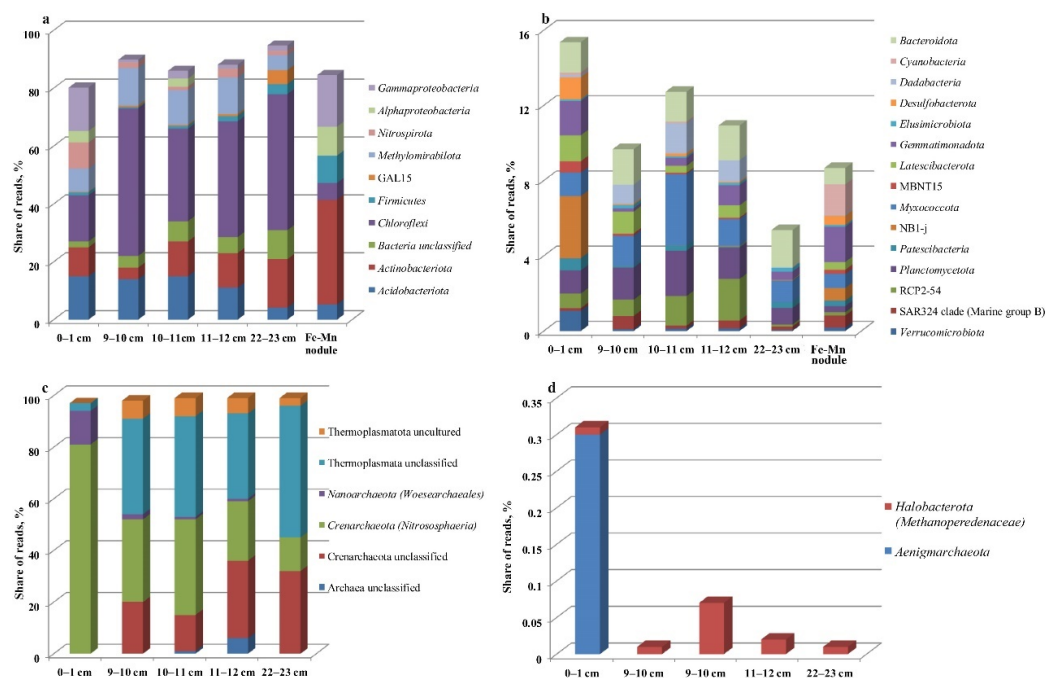 a
100
80
60
40
20
0
Share of reads, %
0–1 cm
9–10 cm
10–11 cm
11–12 cm
22–23 cm
Fe-Mn
nodule
Gammaproteobacteria
Alphaproteobacteria
Nitrospirota
Methylomirabilota
GAL15
Firmicutes
Chloroflexi
Bacteria unclassified
Actinobacteriota
Acidobacteriota
b
16
12
8
4
0
Share of reads, %
0–1 cm
9–10 cm
10–11 cm
11–12 cm
22–23 cm
Fe-Mn
nodule
Bacteroidota
Cyanobacteria
Dadabacteria
Desulfobacterota
Elusimicrobiota
Gemmatimonadota
Latescibacterota
MBNT15
Myxococcota
NB1-j
Patescibacteria
Planctomycetota
RCP2-54
SAR324 clade (Marine group B)
Verrucomicrobiota
c
100
80
60
40
20
0
Share of reads, %
0–1 cm
9–10 cm
10–11 cm
11–12 cm
22–23 cm
Thermoplasmatota uncultured
Thermoplasmata unclassified
Nanoarchaeota (Woesearchaeales)
Crenarchaeota (Nitrososphaeria)
Crenarchaeota unclassified
Archaea unclassified
d
0.35
0.3
0.25
0.2
0.15
0.1
0.05
0
Share of reads, %
0–1 cm
9–10 cm
9–10 cm
11–12 cm
22–23 cm
Halobacterota
(Methanoperedenaceae)
Aenigmarchaeota